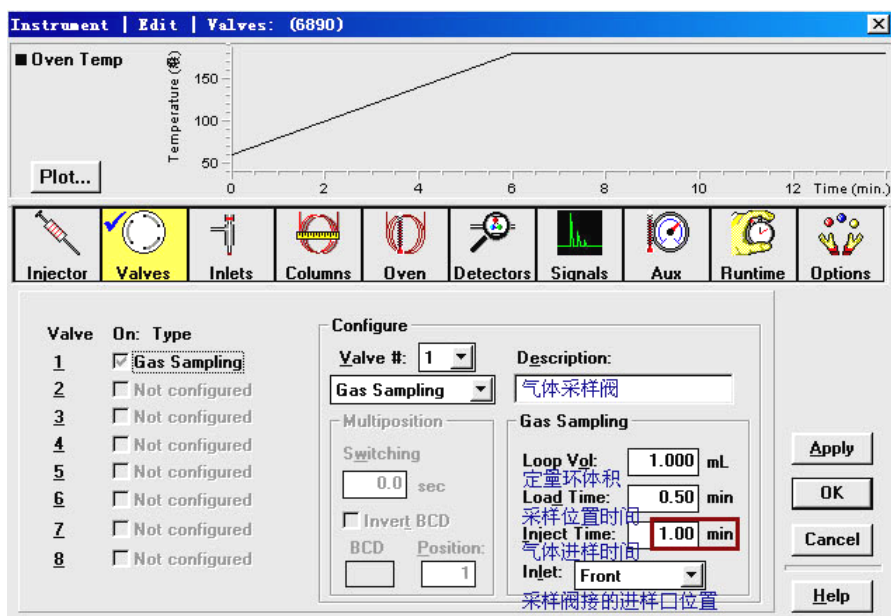 Instrument | Edit | Valves: (6890)
Oven Temp
Temperature (癈)
150
100
50
0 2 4 6 8 10 12 Time (min.)
Plot...
Injector Valves Inlets Columns Oven Detectors Signals Aux Runtime Options
Valve On: Type
1 Gas Sampling
2 Not configured
3 Not configured
4 Not configured
5 Not configured
6 Not configured
7 Not configured
8 Not configured
Configure
Valve #: 1
Gas Sampling
Description:
气体采样阀
Multiposition
Switching
0.0 sec
Invert BCD
BCD Position:
1
Gas Sampling
Loop Vol: 1.000 mL
定量环体积
Load Time: 0.50 min
采样位置时间
Inject Time: 1.00 min
气体进样时间
Inlet: Front
采样阀接的进样口位置
Apply
OK
Cancel
Help